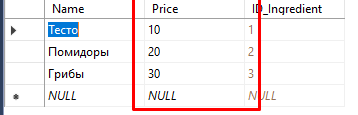 Name Price ID_Ingredient
Тесто 10 1
Помидоры 20 2
Грибы 30 3
NULL NULL NULL